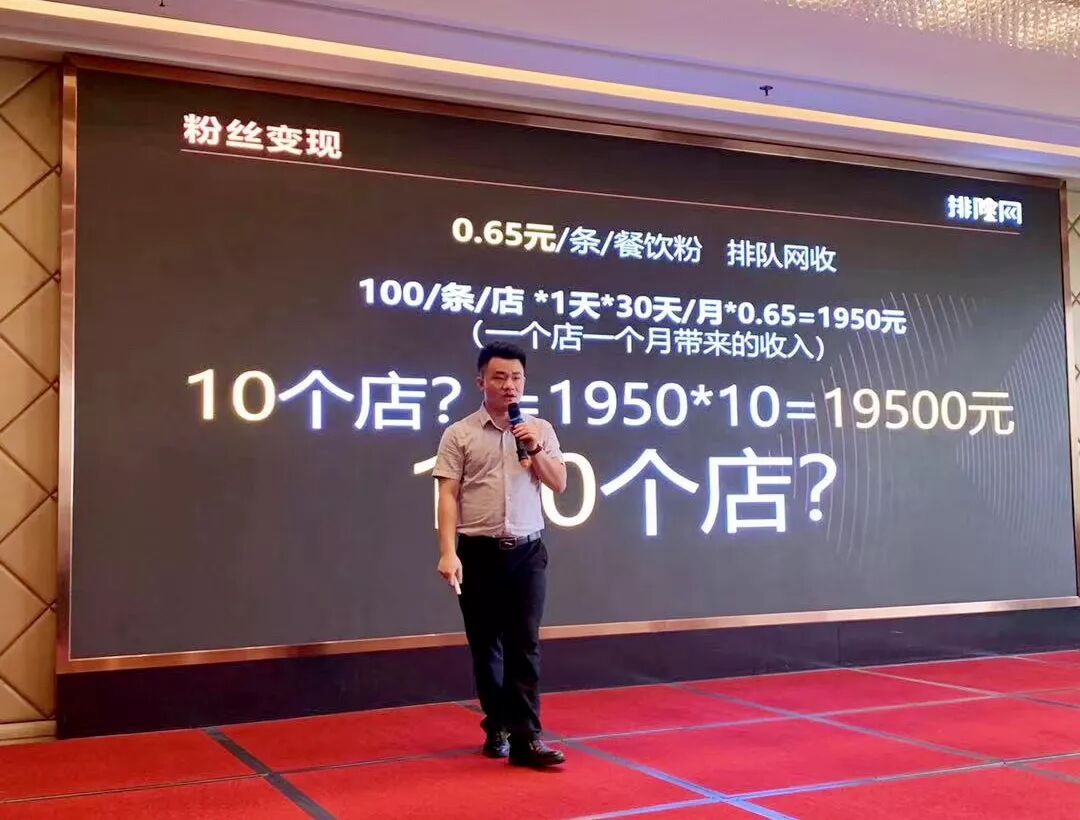 粉丝变现
排队网
0.65元/条/餐饮粉 排队网收
100/条/店 *1天*30天/月*0.65=1950元
(一个店一个月带来的收入)
10个店? =1950*10=19500元
1 0个店?